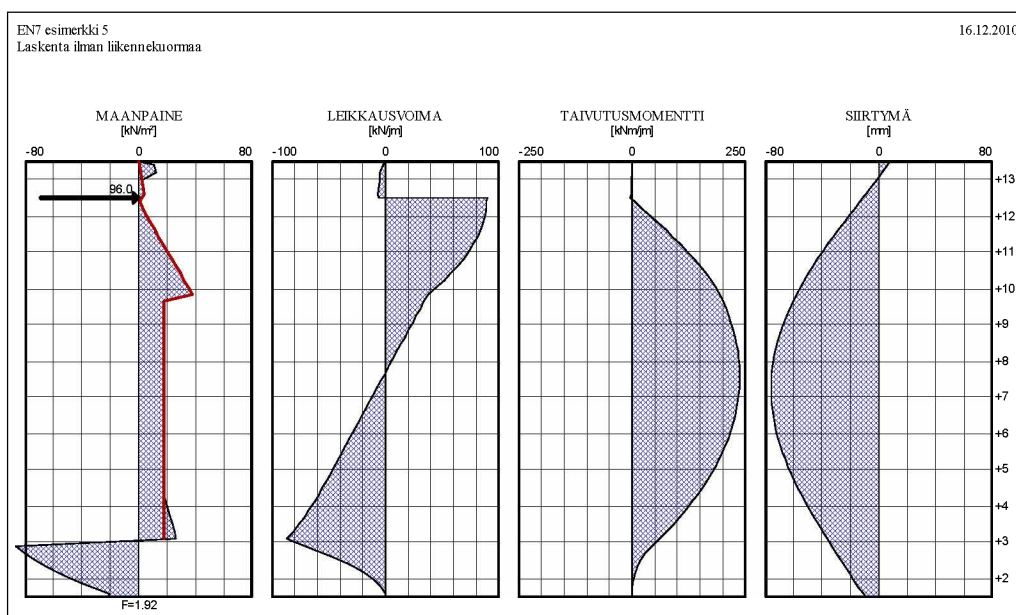 EN7 esimerkki 5
16.12.2010
Laskenta ilman liikennekuormaa
MAANPAINE
[kN/m²]
LEIKKAUSVOIMA
[kN/jm]
TAIVUTUSMOMENTTI
[kNm/jm]
SIIRTYMÄ
[mm]
-80 0 80
-100 0 100
-250 0 250
-80 0 80
96.0
+13
+12
+11
+10
+9
+8
+7
+6
+5
+4
+3
+2
F=1.92